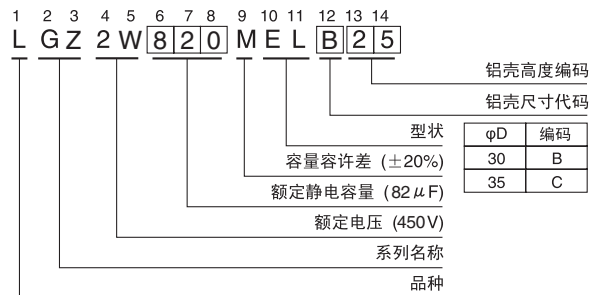 1 2 3 4 5 6 7 8 9 10 11 12 13 14
L G Z 2 W 8 2 0 M E L B 2 5
铝壳高度编码
铝壳尺寸代码
型状
容量容许差 (±20%)
额定静电容量 (82μF)
额定电压 (450V)
系列名称
品种
φD 编码
30 B
35 C